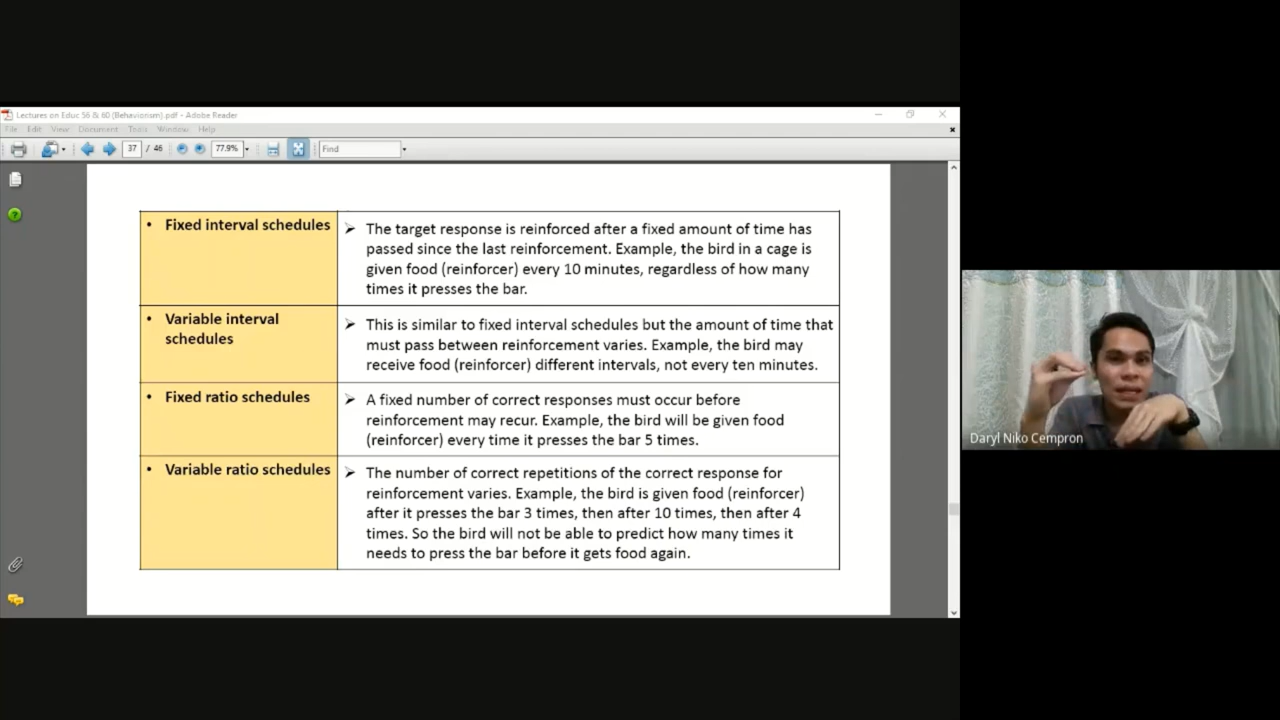 Lectures on Educ 56 & 60 (Behaviorism).pdf - Adobe Reader
File Edit View Document Tools Window Help
37 / 46 77.9% Find
• Fixed interval schedules
➢ The target response is reinforced after a fixed amount of time has
passed since the last reinforcement. Example, the bird in a cage is
given food (reinforcer) every 10 minutes, regardless of how many
times it presses the bar.
• Variable interval
schedules
➢ This is similar to fixed interval schedules but the amount of time that
must pass between reinforcement varies. Example, the bird may
receive food (reinforcer) different intervals, not every ten minutes.
• Fixed ratio schedules
➢ A fixed number of correct responses must occur before
reinforcement may recur. Example, the bird will be given food
(reinforcer) every time it presses the bar 5 times.
• Variable ratio schedules
➢ The number of correct repetitions of the correct response for
reinforcement varies. Example, the bird is given food (reinforcer)
after it presses the bar 3 times, then after 10 times, then after 4
times. So the bird will not be able to predict how many times it
needs to press the bar before it gets food again.
Daryl Niko Cempron